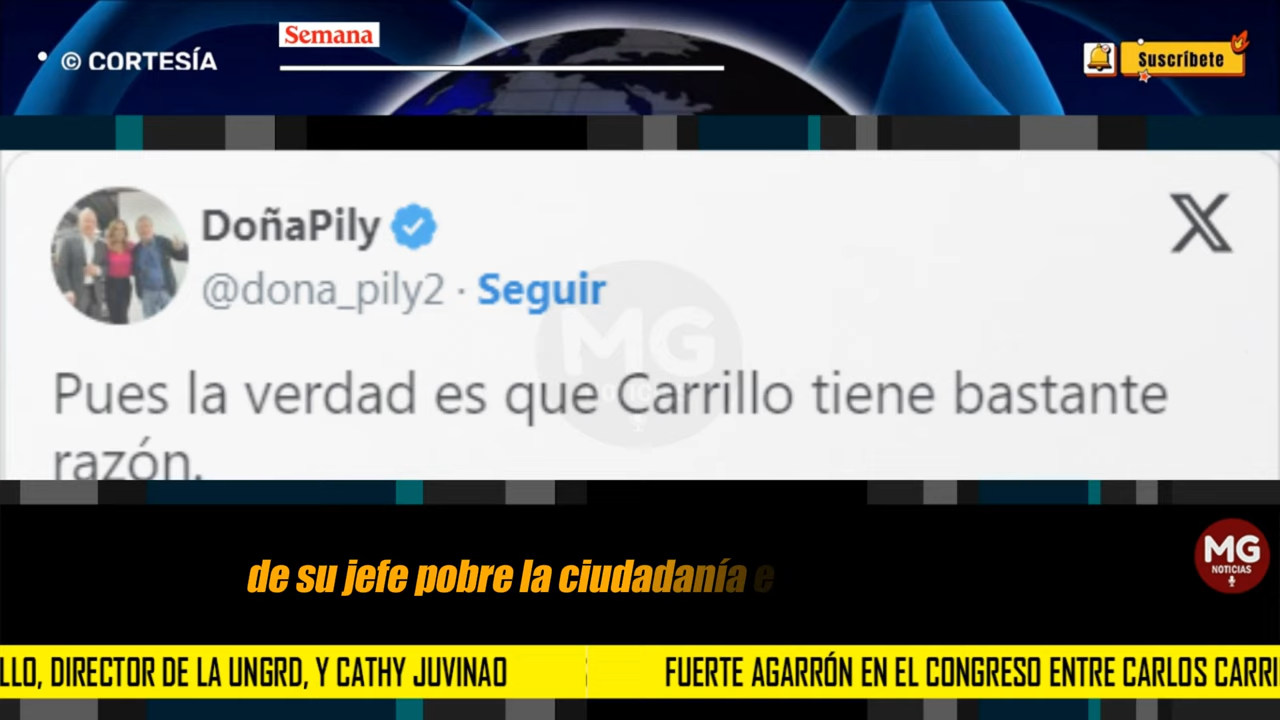 Semana
© CORTESÍA
Suscríbete
DoñaPily
@dona_pily2 · Seguir
Pues la verdad es que Carrillo tiene bastante
razón.
MG
NOTICIAS
de su jefe pobre la ciudadanía e
MG
NOTICIAS
LLO, DIRECTOR DE LA UNGRD, Y CATHY JUVINAO FUERTE AGARRÓN EN EL CONGRESO ENTRE CARLOS CARRI